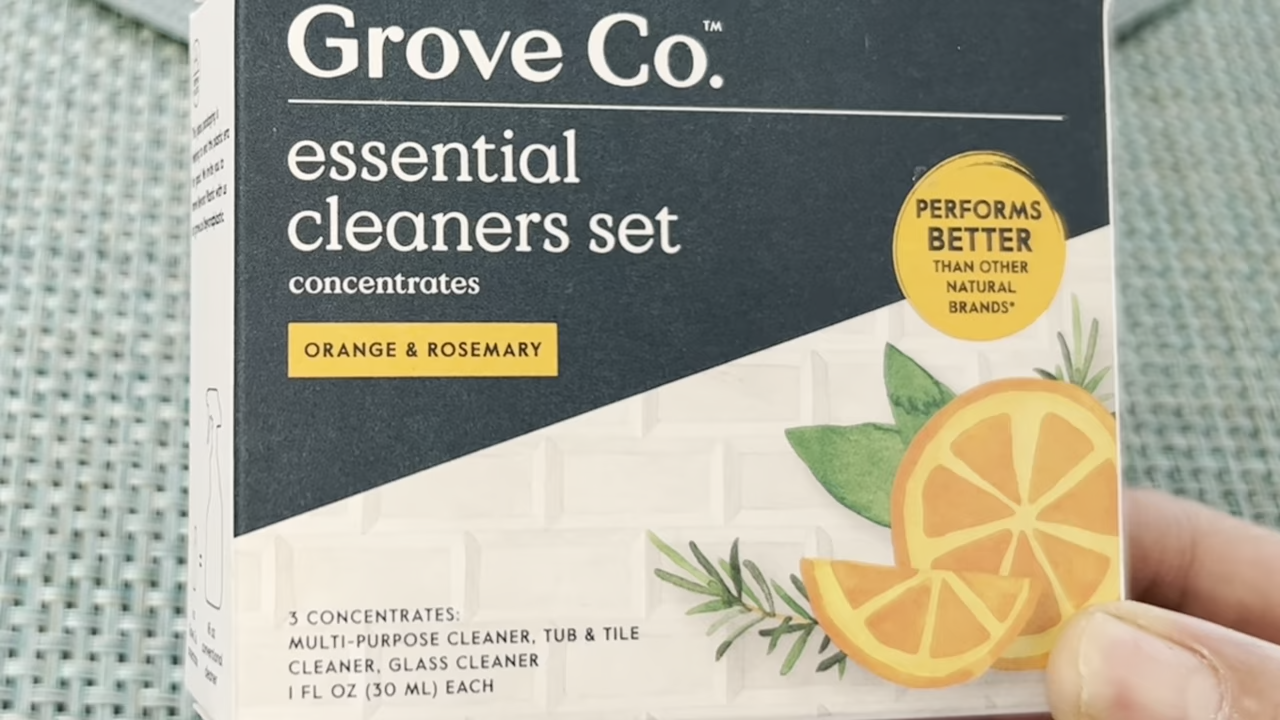 Grove Co.™
essential
cleaners set
concentrates
ORANGE & ROSEMARY
PERFORMS
BETTER
THAN OTHER
NATURAL
BRANDS*
3 CONCENTRATES:
MULTI-PURPOSE CLEANER, TUB & TILE
CLEANER, GLASS CLEANER
1 FL OZ (30 ML) EACH